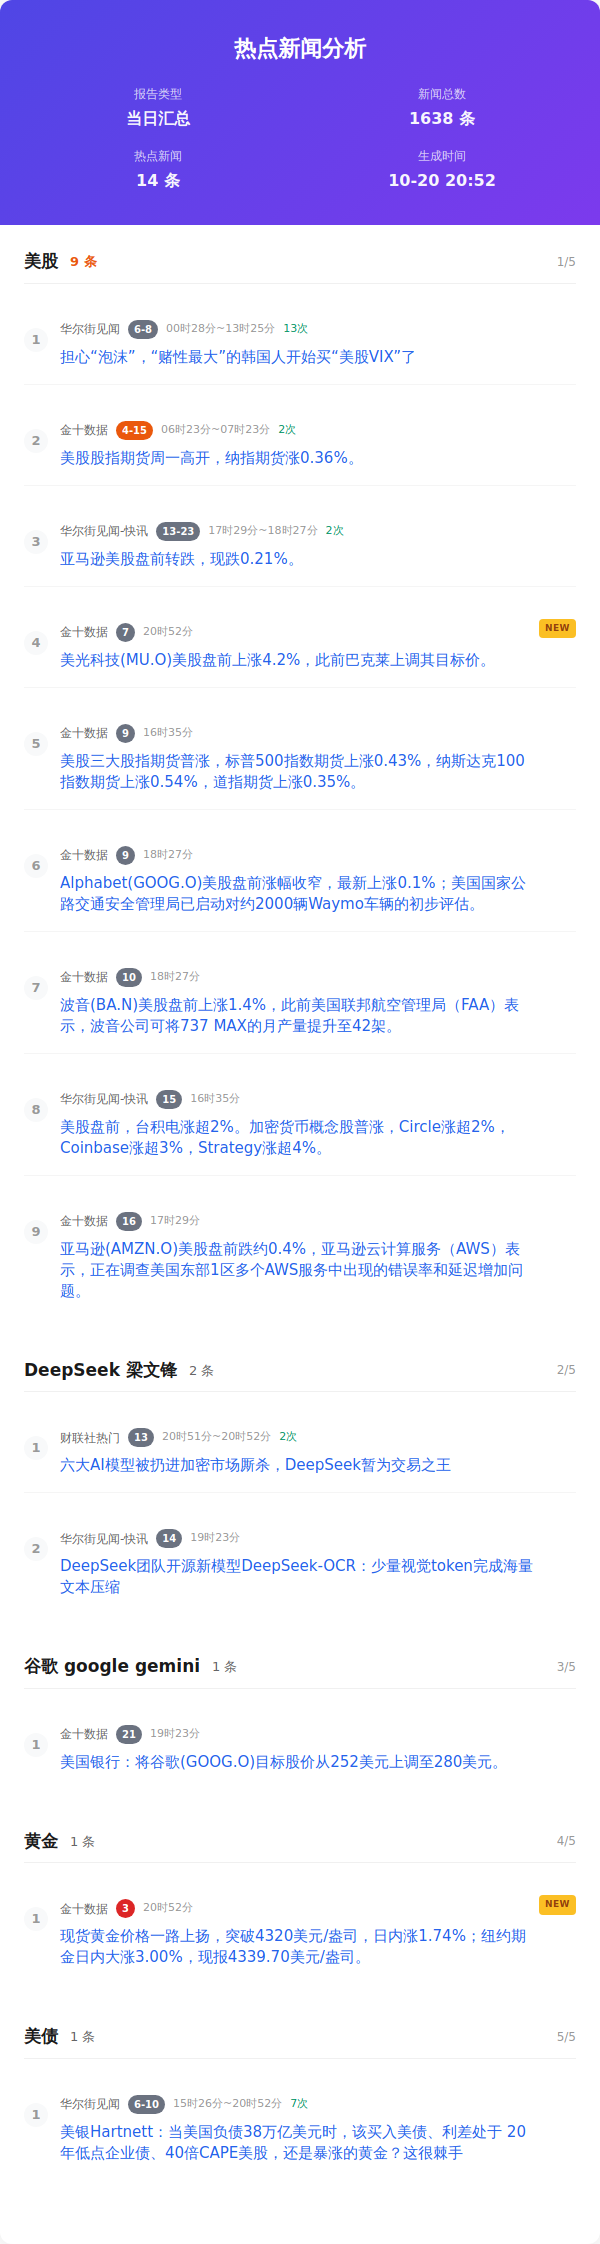 热点新闻分析
报告类型
当日汇总
新闻总数
1638 条
热点新闻
14 条
生成时间
10-20 20:52
美股 9 条 1/5
1 华尔街见闻 6-8 00时28分~13时25分 13次
担心“泡沫”，“赌性最大”的韩国人开始买“美股VIX”了
2 金十数据 4-15 06时23分~07时23分 2次
美股股指期货周一高开，纳指期货涨0.36%。
3 华尔街见闻-快讯 13-23 17时29分~18时27分 2次
亚马逊美股盘前转跌，现跌0.21%。
4 金十数据 7 20时52分 NEW
美光科技(MU.O)美股盘前上涨4.2%，此前巴克莱上调其目标价。
5 金十数据 9 16时35分
美股三大股指期货普涨，标普500指数期货上涨0.43%，纳斯达克100
指数期货上涨0.54%，道指期货上涨0.35%。
6 金十数据 9 18时27分
Alphabet(GOOG.O)美股盘前涨幅收窄，最新上涨0.1%；美国国家公
路交通安全管理局已启动对约2000辆Waymo车辆的初步评估。
7 金十数据 10 18时27分
波音(BA.N)美股盘前上涨1.4%，此前美国联邦航空管理局（FAA）表
示，波音公司可将737 MAX的月产量提升至42架。
8 华尔街见闻-快讯 15 16时35分
美股盘前，台积电涨超2%。加密货币概念股普涨，Circle涨超2%，
Coinbase涨超3%，Strategy涨超4%。
9 金十数据 16 17时29分
亚马逊(AMZN.O)美股盘前跌约0.4%，亚马逊云计算服务（AWS）表
示，正在调查美国东部1区多个AWS服务中出现的错误率和延迟增加问
题。
DeepSeek 梁文锋 2 条 2/5
1 财联社热门 13 20时51分~20时52分 2次
六大AI模型被扔进加密市场厮杀，DeepSeek暂为交易之王
2 华尔街见闻-快讯 14 19时23分
DeepSeek团队开源新模型DeepSeek-OCR：少量视觉token完成海量
文本压缩
谷歌 google gemini 1 条 3/5
1 金十数据 21 19时23分
美国银行：将谷歌(GOOG.O)目标股价从252美元上调至280美元。
黄金 1 条 4/5
1 金十数据 3 20时52分 NEW
现货黄金价格一路上扬，突破4320美元/盎司，日内涨1.74%；纽约期
金日内大涨3.00%，现报4339.70美元/盎司。
美债 1 条 5/5
1 华尔街见闻 6-10 15时26分~20时52分 7次
美银Hartnett：当美国负债38万亿美元时，该买入美债、利差处于 20
年低点企业债、40倍CAPE美股，还是暴涨的黄金？这很棘手